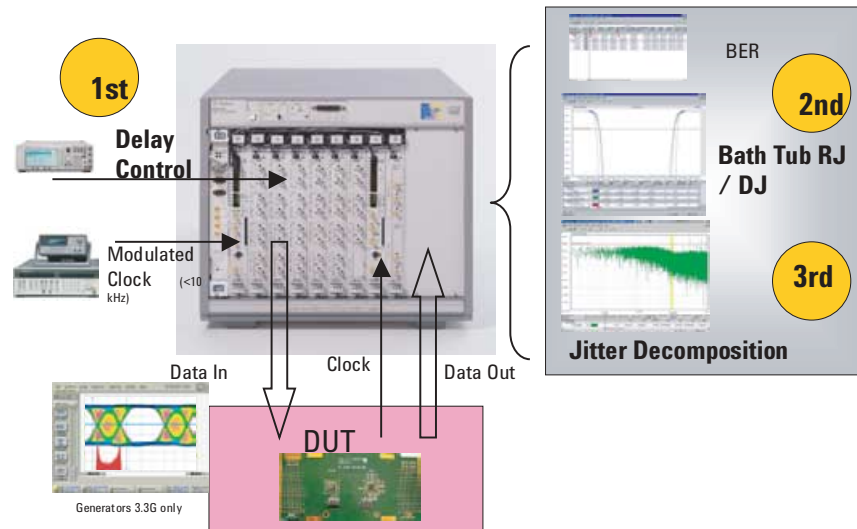 1st
Delay
Control
Modulated
Clock (<10
kHz)
Data In
Clock
Data Out
DUT
Generators 3.3G only
BER
2nd
Bath Tub RJ
/ DJ
3rd
Jitter Decomposition